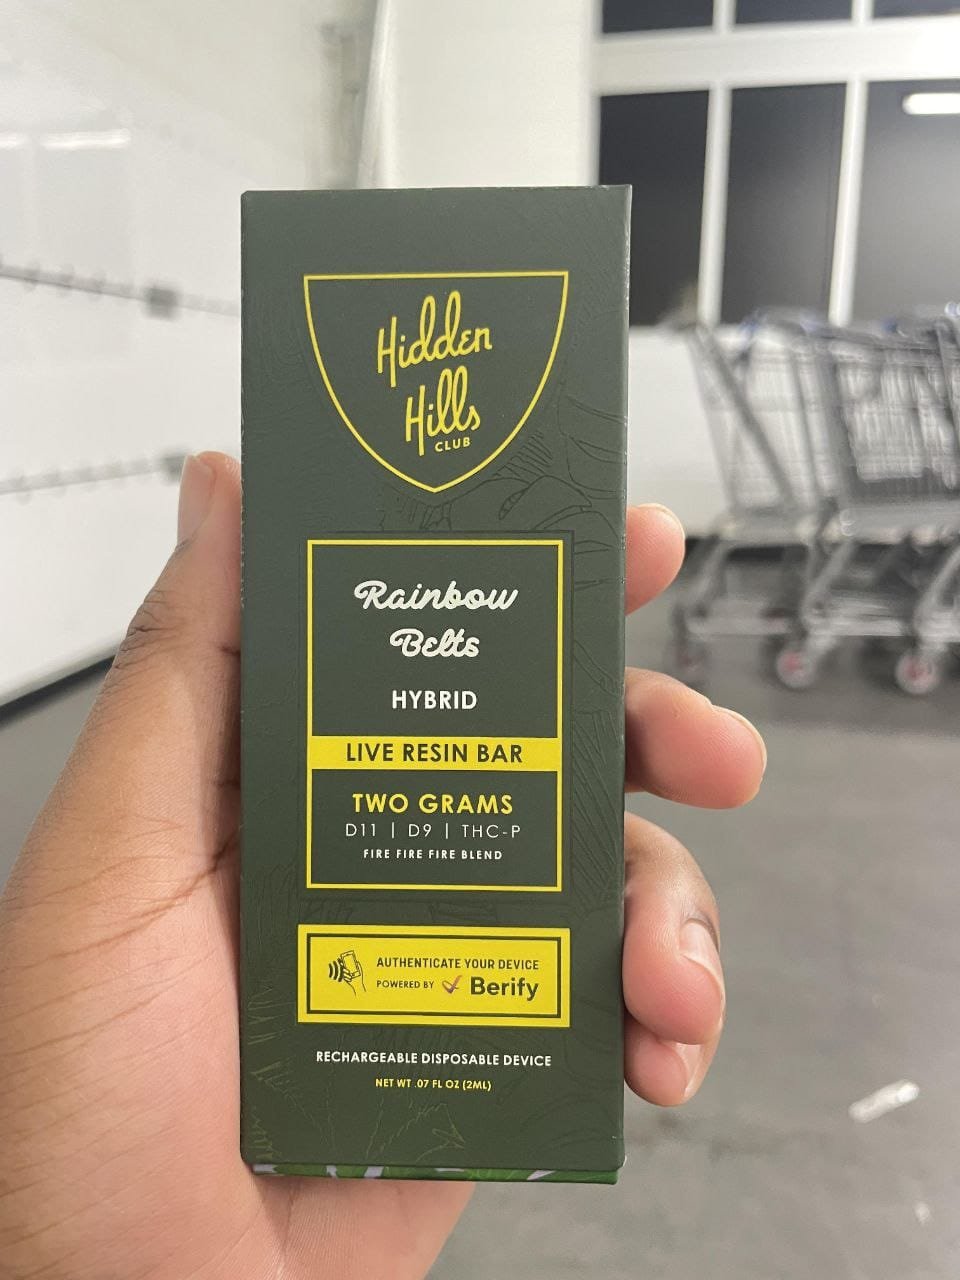 Hidden
Hills
CLUB
Rainbow
Belts
HYBRID
LIVE RESIN BAR
TWO GRAMS
D11 | D9 | THC-P
FIRE FIRE FIRE BLEND
AUTHENTICATE YOUR DEVICE
POWERED BY Berify
RECHARGEABLE DISPOSABLE DEVICE
NET WT .07 FL OZ (2ML)